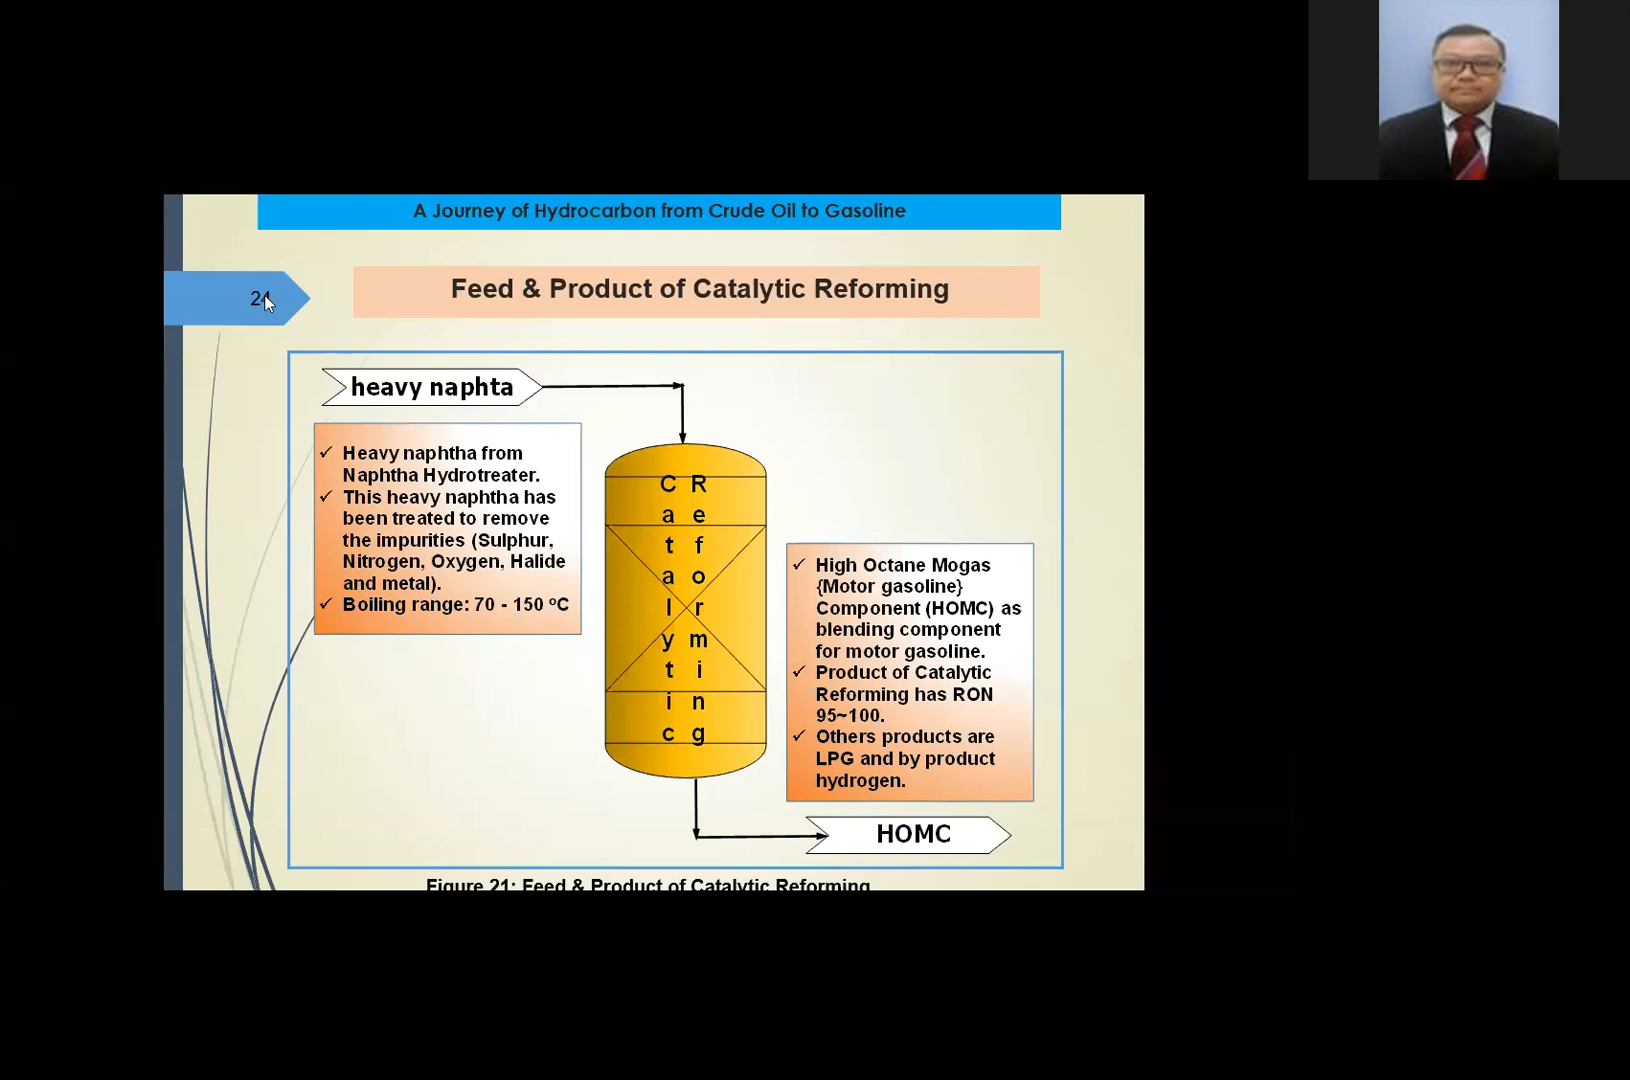 A Journey of Hydrocarbon from Crude Oil to Gasoline
Feed & Product of Catalytic Reforming
24
heavy naphta
✓ Heavy naphtha from
Naphtha Hydrotreater.
✓ This heavy naphtha has
been treated to remove
the impurities (Sulphur,
Nitrogen, Oxygen, Halide
and metal).
✓ Boiling range: 70 - 150 ºC
Catalytic
Reforming
✓ High Octane Mogas
{Motor gasoline}
Component (HOMC) as
blending component
for motor gasoline.
✓ Product of Catalytic
Reforming has RON
95~100.
✓ Others products are
LPG and by product
hydrogen.
HOMC
Figure 21: Feed & Product of Catalytic Reforming